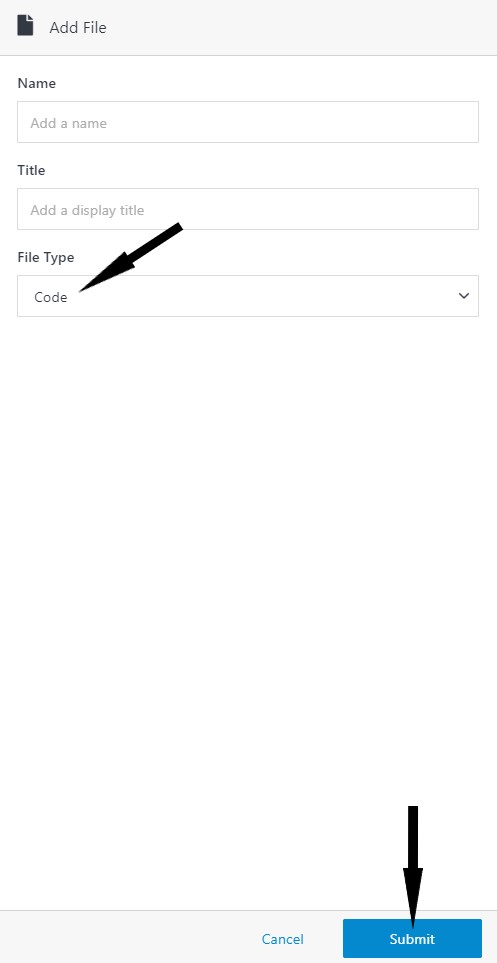 Add File
Name
Add a name
Title
Add a display title
File Type
Code
Cancel Submit